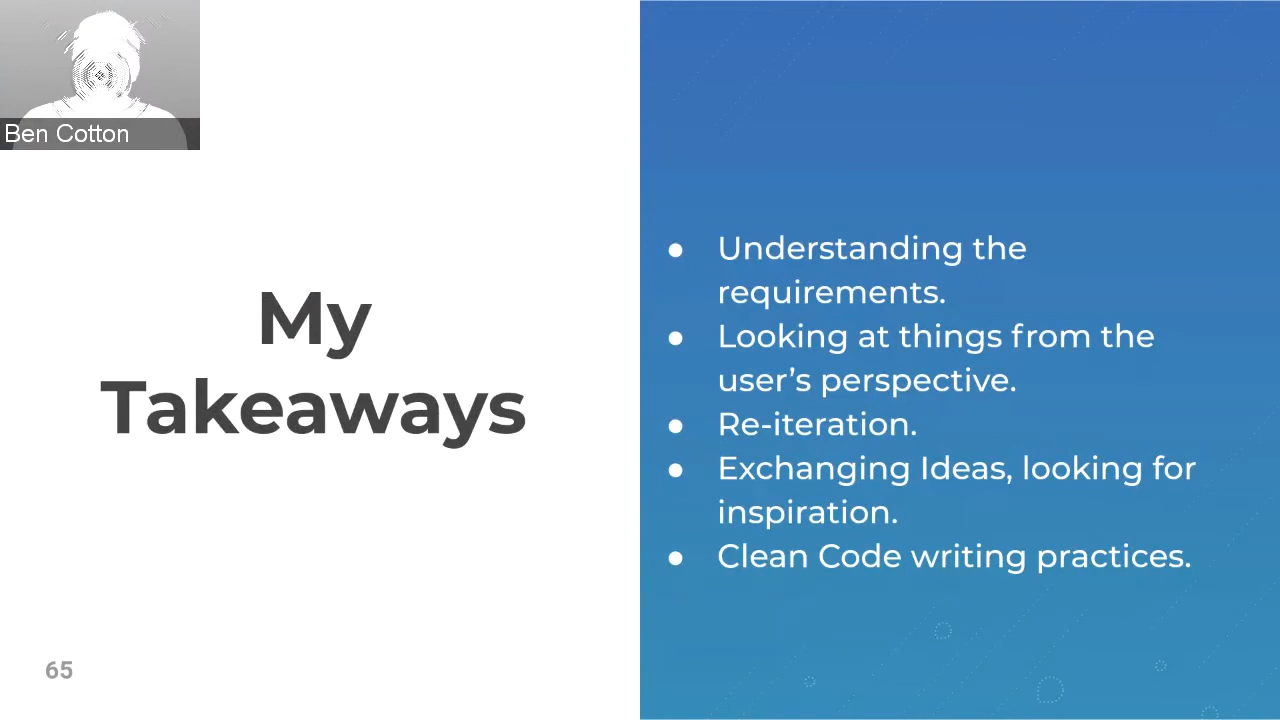 Ben Cotton
My
Takeaways
● Understanding the
requirements.
● Looking at things from the
user’s perspective.
● Re-iteration.
● Exchanging Ideas, looking for
inspiration.
● Clean Code writing practices.
65